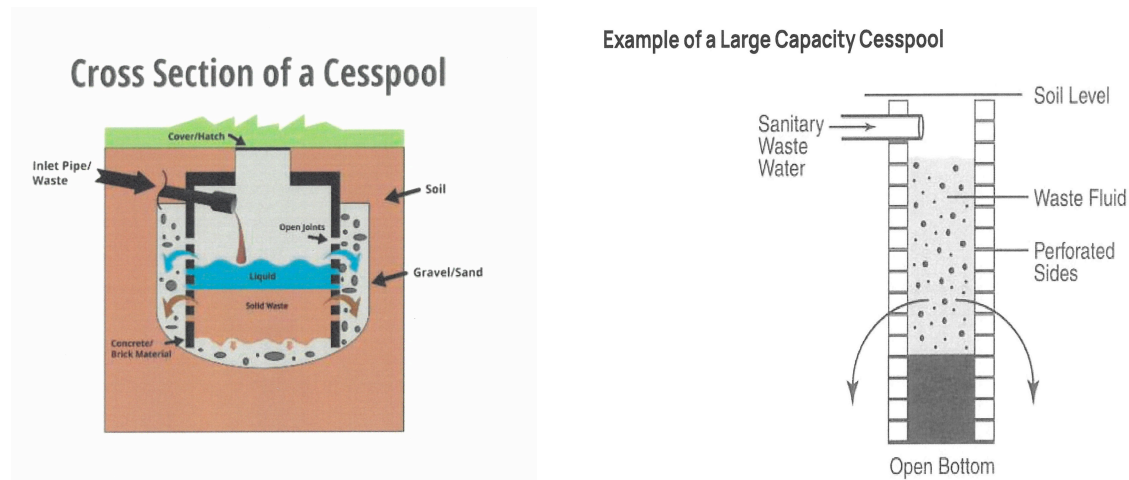 Cross Section of a Cesspool
Cover/Hatch
Inlet Pipe/
Waste
Soil
Open Joints
Liquid
Gravel/Sand
Solid Waste
Concrete/
Brick Material
Example of a Large Capacity Cesspool
Soil Level
Sanitary
Waste
Water
Waste Fluid
Perforated
Sides
Open Bottom